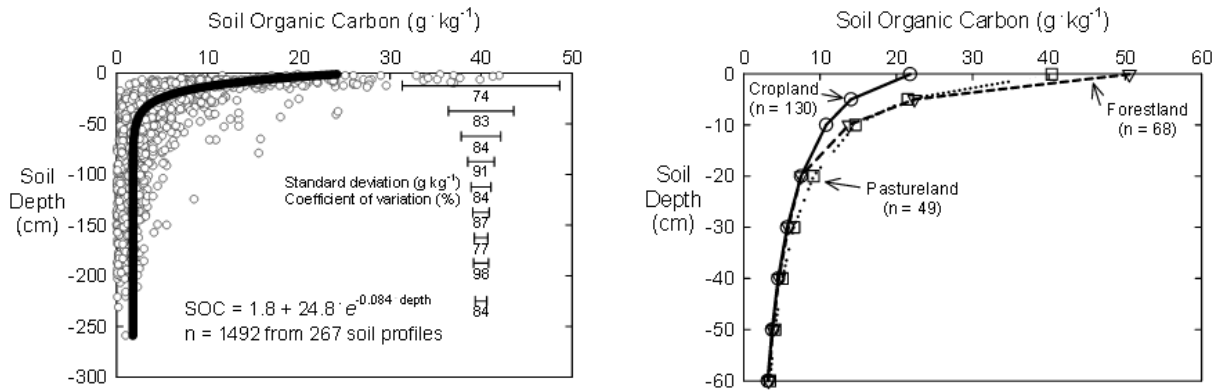 Soil Organic Carbon (g · kg⁻¹)
0 10 20 30 40 50
0
-50
-100
-150
-200
-250
-300
Soil
Depth
(cm)
74
83
84
91
84
87
77
98
84
Standard deviation (g kg⁻¹)
Coefficient of variation (%)
SOC = 1.8 + 24.8 · e^-0.084 · depth
n = 1492 from 267 soil profiles
Soil Organic Carbon (g · kg⁻¹)
0 10 20 30 40 50 60
0
-10
-20
-30
-40
-50
-60
Soil
Depth
(cm)
Cropland
(n = 130)
Forestland
(n = 68)
Pastureland
(n = 49)